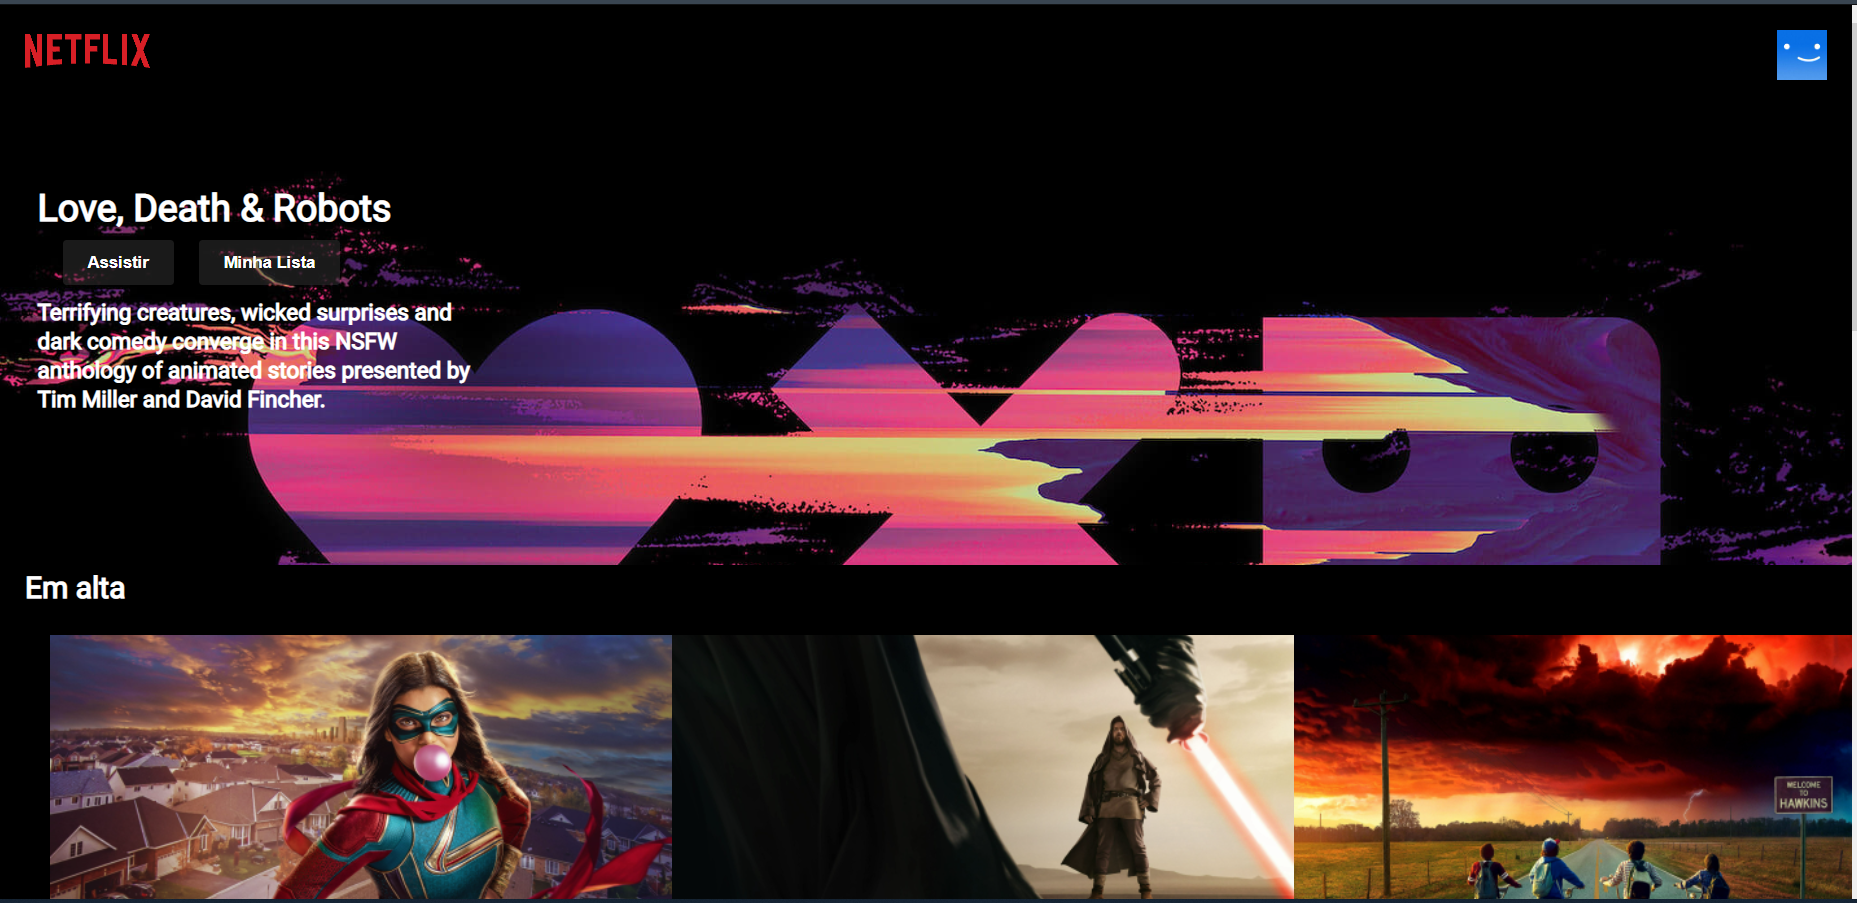 NETFLIX
Love, Death & Robots
Assistir
Minha Lista
Terrifying creatures, wicked surprises and
dark comedy converge in this NSFW
anthology of animated stories presented by
Tim Miller and David Fincher.
Em alta
WELCOME
TO
HAWKINS